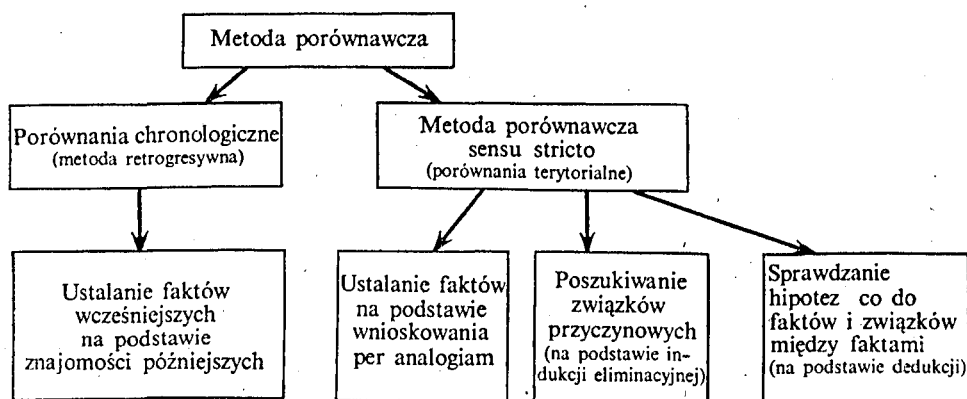 Metoda porównawcza
Porównania chronologiczne
(metoda retrogresywna)
Metoda porównawcza
sensu stricto
(porównania terytorialne)
Ustalanie faktów
wcześniejszych
na podstawie
znajomości późniejszych
Ustalanie faktów
na podstawie
wnioskowania
per analogiam
Poszukiwanie
związków
przyczynowych
(na podstawie in-
dukcji eliminacyjnej)
Sprawdzanie
hipotez co do
faktów i związków
między faktami
(na podstawie dedukcji)